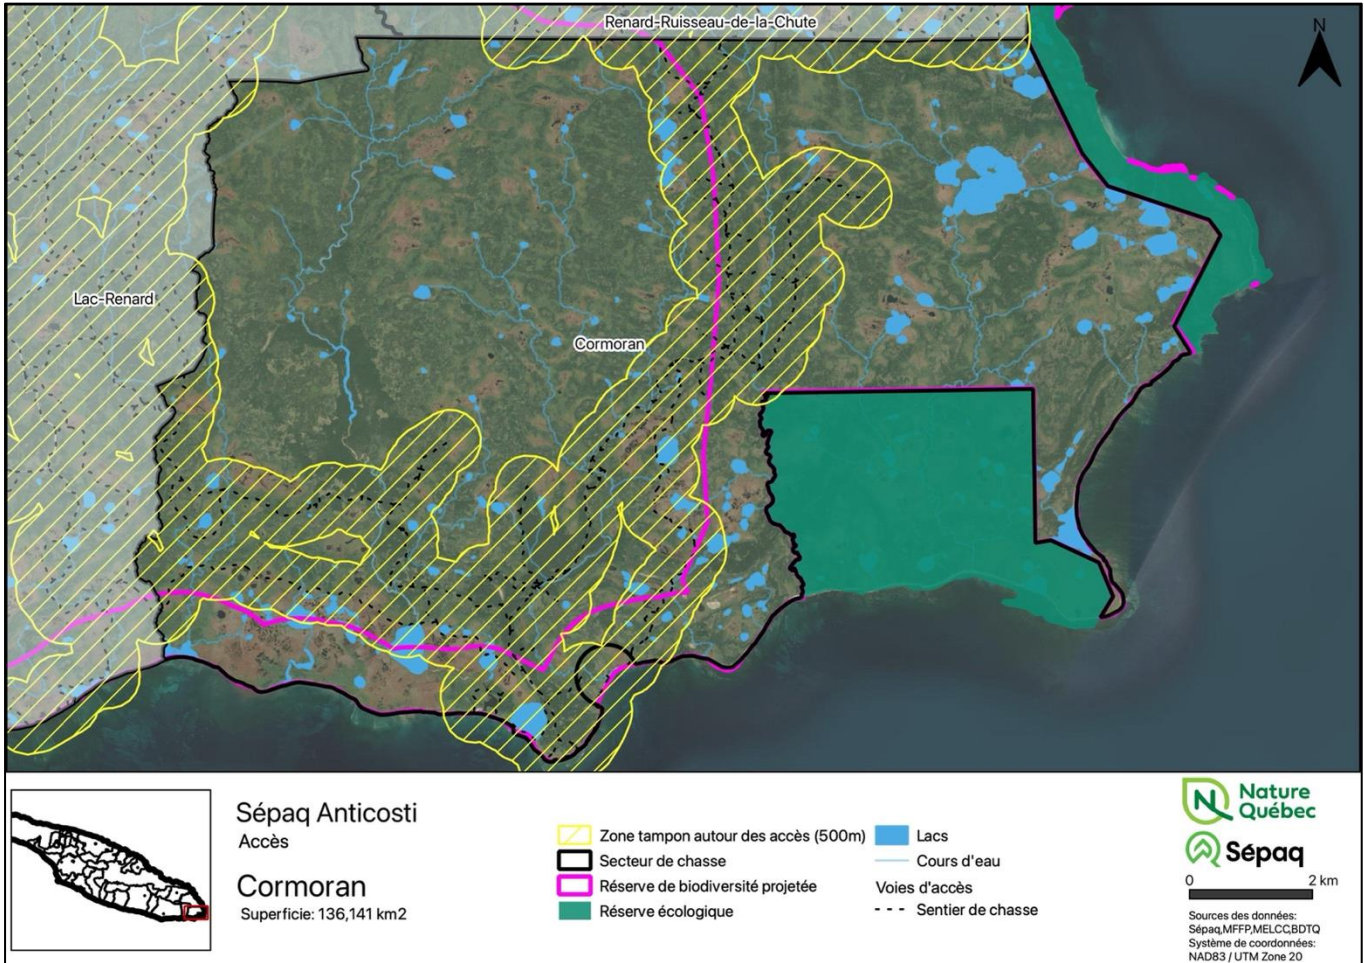 Renard-Ruisseau-de-la-Chute
N
Lac-Renard
Cormoran
Sépaq Anticosti
Accès
Cormoran
Superficie: 136,141 km2
Zone tampon autour des accès (500m)
Secteur de chasse
Réserve de biodiversité projetée
Réserve écologique
Lacs
Cours d'eau
Voies d'accès
Sentier de chasse
Nature
Québec
Sépaq
0 2 km
Sources des données:
Sépaq,MFFP,MELCC,BDTQ
Système de coordonnées:
NAD83 / UTM Zone 20